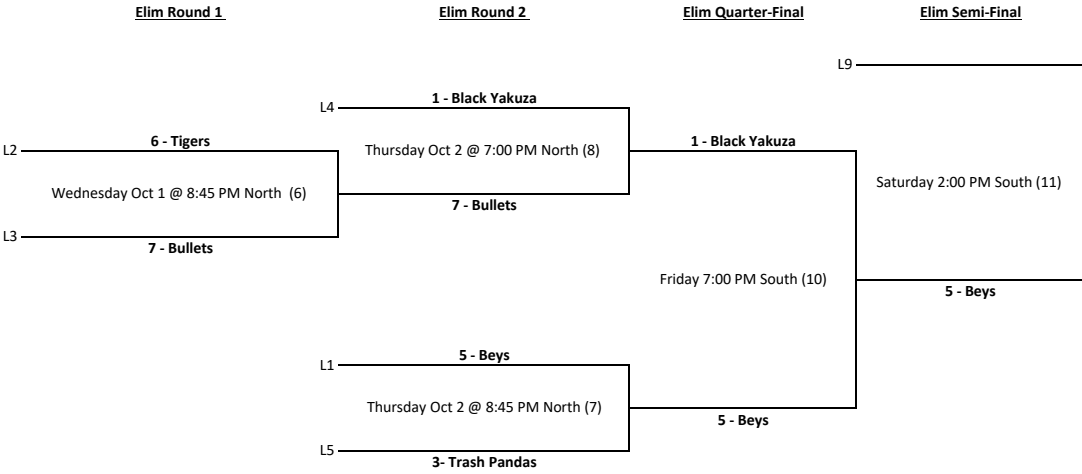 Elim Round 1
Elim Round 2
Elim Quarter-Final
Elim Semi-Final
L9
1 - Black Yakuza
L4
6 - Tigers
L2
Thursday Oct 2 @ 7:00 PM North (8)
1 - Black Yakuza
Wednesday Oct 1 @ 8:45 PM North  (6)
Saturday 2:00 PM South (11)
7 - Bullets
L3
7 - Bullets
Friday 7:00 PM South (10)
5 - Beys
5 - Beys
L1
Thursday Oct 2 @ 8:45 PM North (7)
5 - Beys
L5
3- Trash Pandas